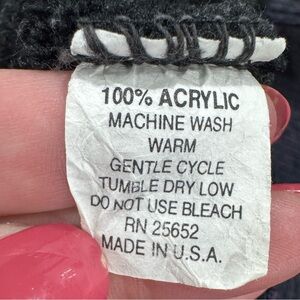 100% ACRYLIC
MACHINE WASH
WARM
GENTLE CYCLE
TUMBLE DRY LOW
DO NOT USE BLEACH
RN 25652
MADE IN U.S.A.